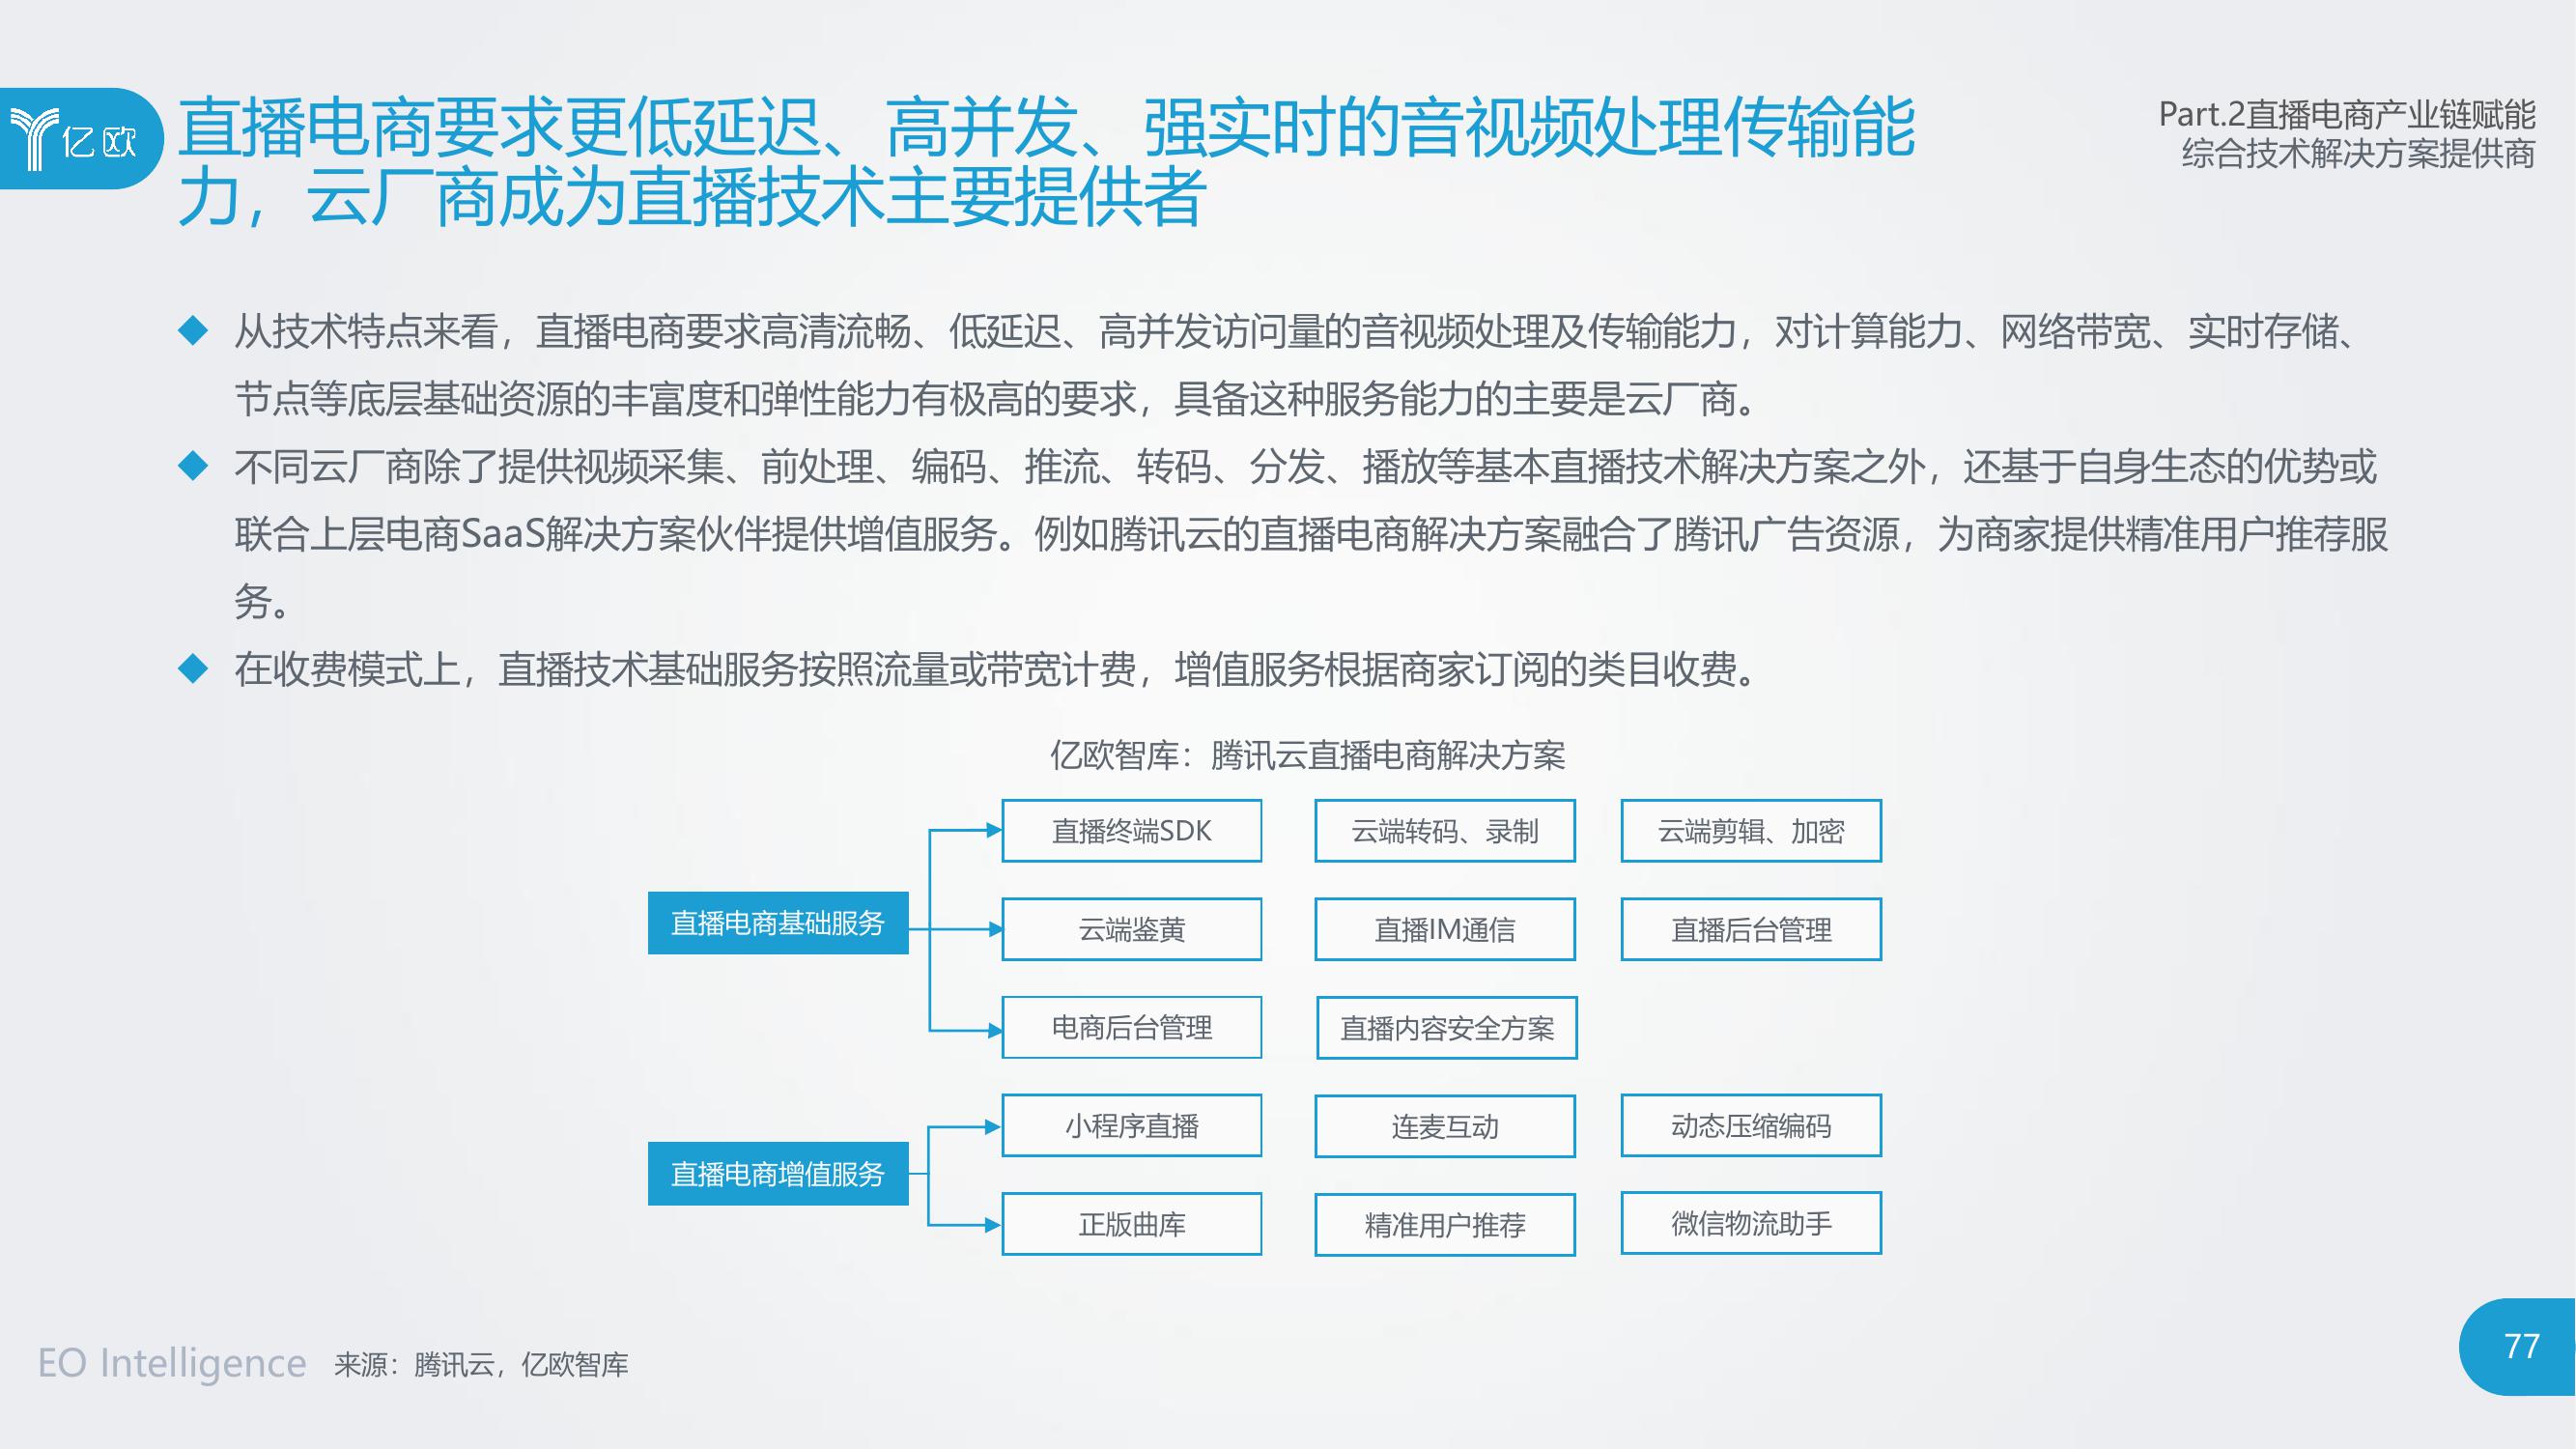 亿欧
直播电商要求更低延迟、高并发、强实时的音视频处理传输能
力，云厂商成为直播技术主要提供者
Part.2直播电商产业链赋能
综合技术解决方案提供商
从技术特点来看，直播电商要求高清流畅、低延迟、高并发访问量的音视频处理及传输能力，对计算能力、网络带宽、实时存储、
节点等底层基础资源的丰富度和弹性能力有极高的要求，具备这种服务能力的主要是云厂商。
不同云厂商除了提供视频采集、前处理、编码、推流、转码、分发、播放等基本直播技术解决方案之外，还基于自身生态的优势或
联合上层电商SaaS解决方案伙伴提供增值服务。例如腾讯云的直播电商解决方案融合了腾讯广告资源，为商家提供精准用户推荐服
务。
在收费模式上，直播技术基础服务按照流量或带宽计费，增值服务根据商家订阅的类目收费。
亿欧智库：腾讯云直播电商解决方案
直播电商基础服务
直播终端SDK
云端转码、录制
云端剪辑、加密
云端鉴黄
直播IM通信
直播后台管理
电商后台管理
直播内容安全方案
直播电商增值服务
小程序直播
连麦互动
动态压缩编码
正版曲库
精准用户推荐
微信物流助手
EO Intelligence
来源：腾讯云，亿欧智库
77